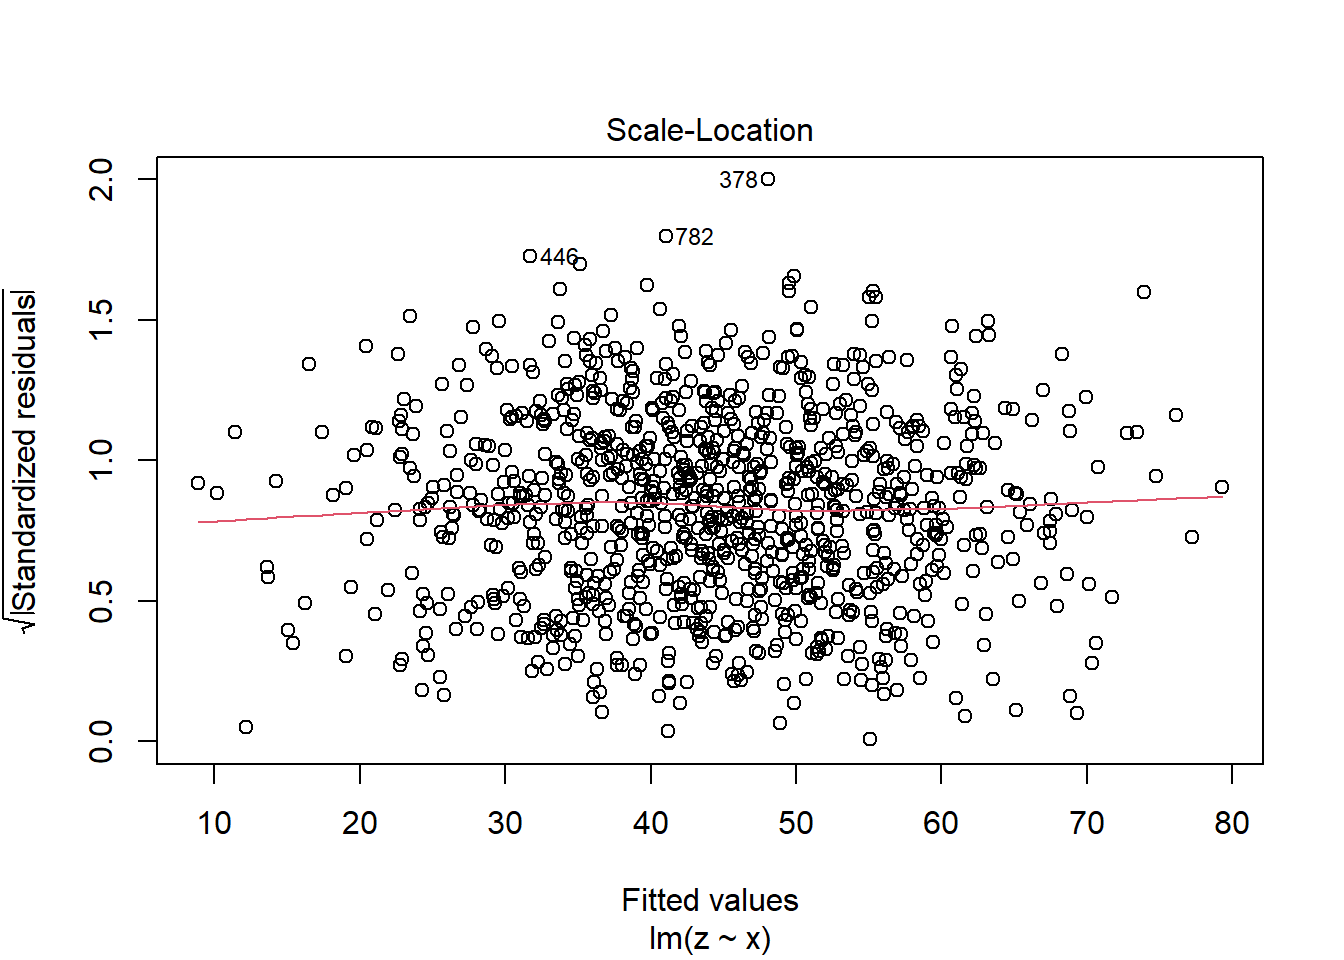 Scale-Location
√|Standardized residuals|
2.0
1.5
1.0
0.5
0.0
378
782
446
10 20 30 40 50 60 70 80
Fitted values
lm(z ~ x)